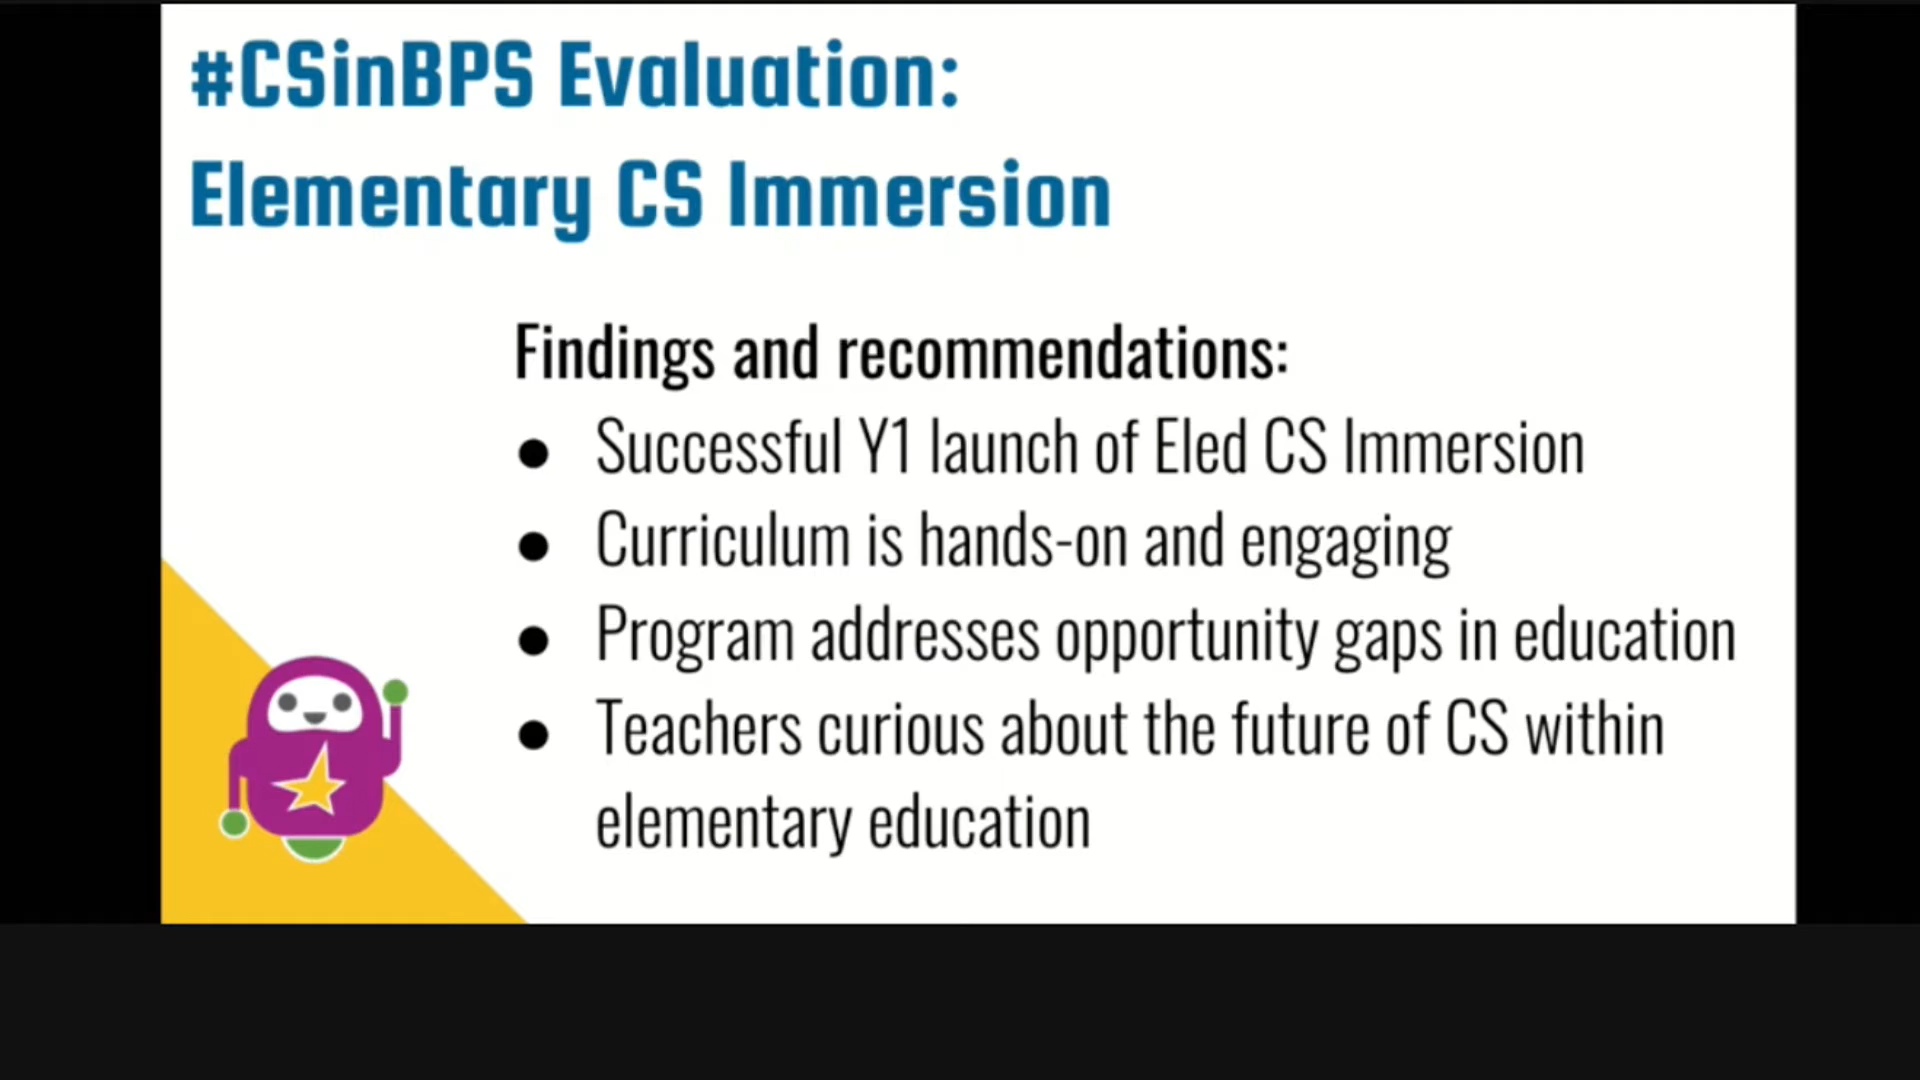 #CSinBPS Evaluation:
Elementary CS Immersion
Findings and recommendations:
● Successful Y1 launch of Eled CS Immersion
● Curriculum is hands-on and engaging
● Program addresses opportunity gaps in education
● Teachers curious about the future of CS within
elementary education